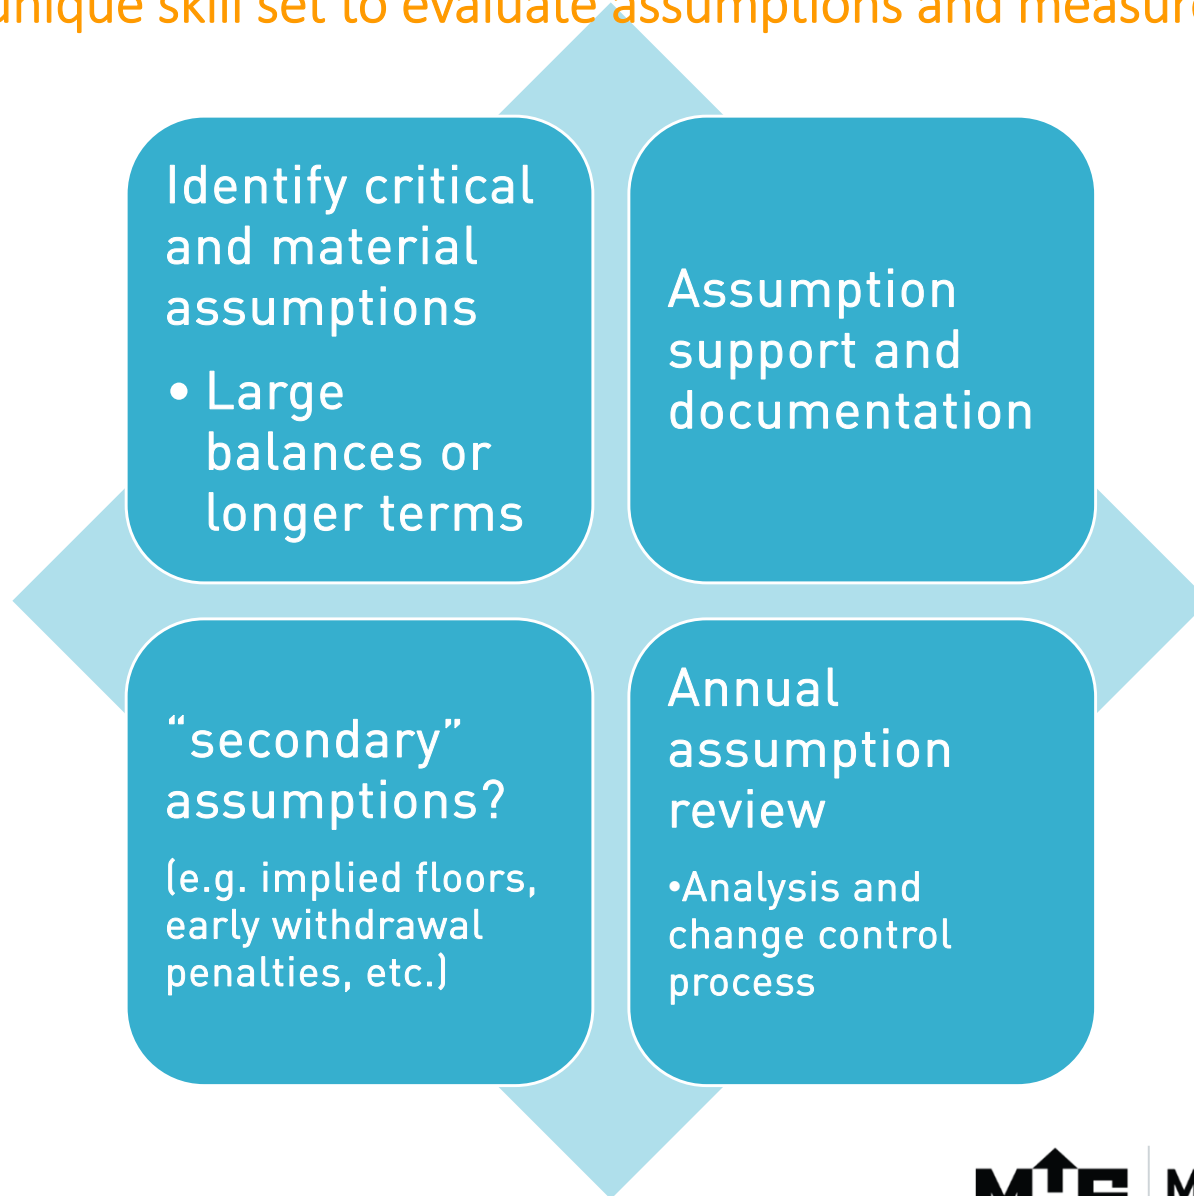 unique skill set to evaluate assumptions and measure
Identify critical
and material
assumptions
• Large
balances or
longer terms
Assumption
support and
documentation
“secondary”
assumptions?
(e.g. implied floors,
early withdrawal
penalties, etc.)
Annual
assumption
review
•Analysis and
change control
process